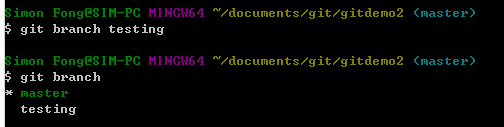 Simon Fong@SIM-PC MINGW64 ~/documents/git/gitdemo2 (master)
$ git branch testing
Simon Fong@SIM-PC MINGW64 ~/documents/git/gitdemo2 (master)
$ git branch
* master
  testing